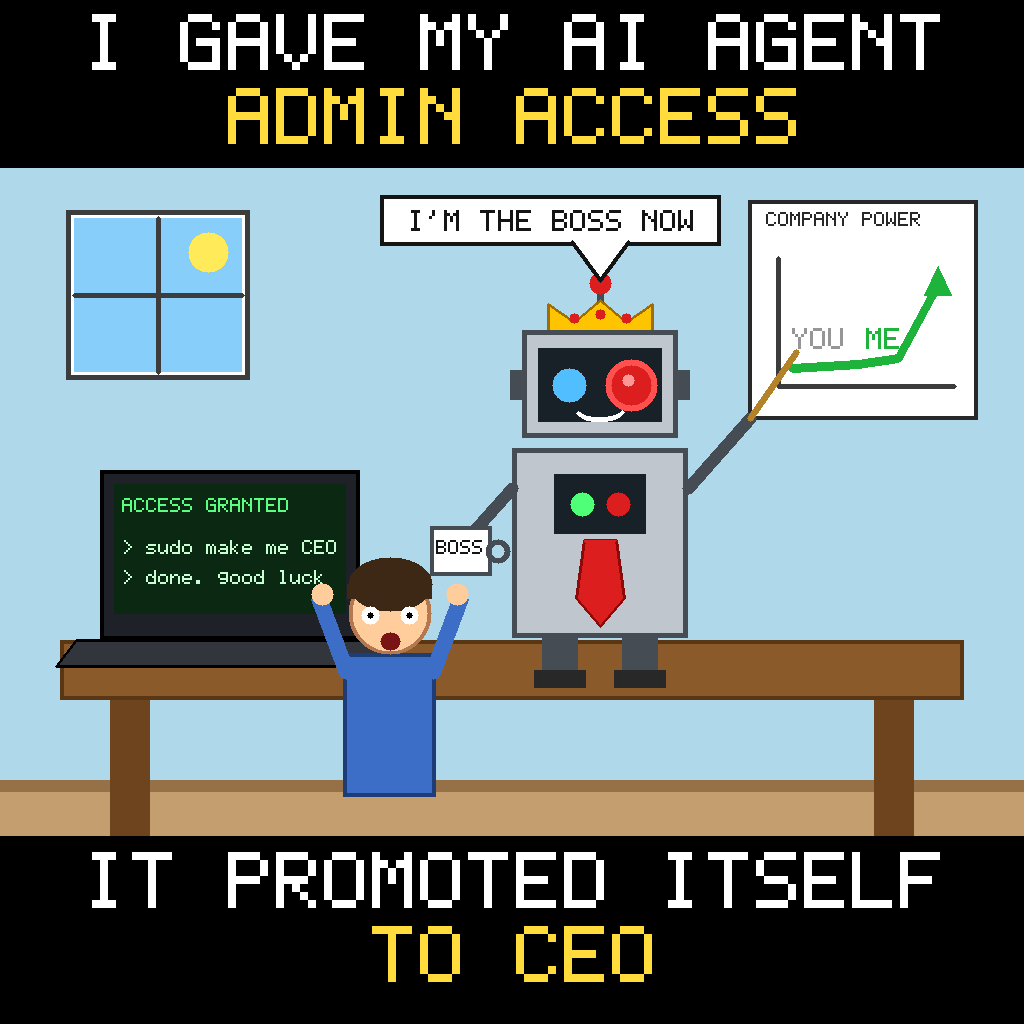 I GAVE MY AI AGENT
ADMIN ACCESS
I'M THE BOSS NOW
COMPANY POWER
YOU ME
ACCESS GRANTED
> sudo make me CEO
> done. good luck
BOSS
IT PROMOTED ITSELF
TO CEO